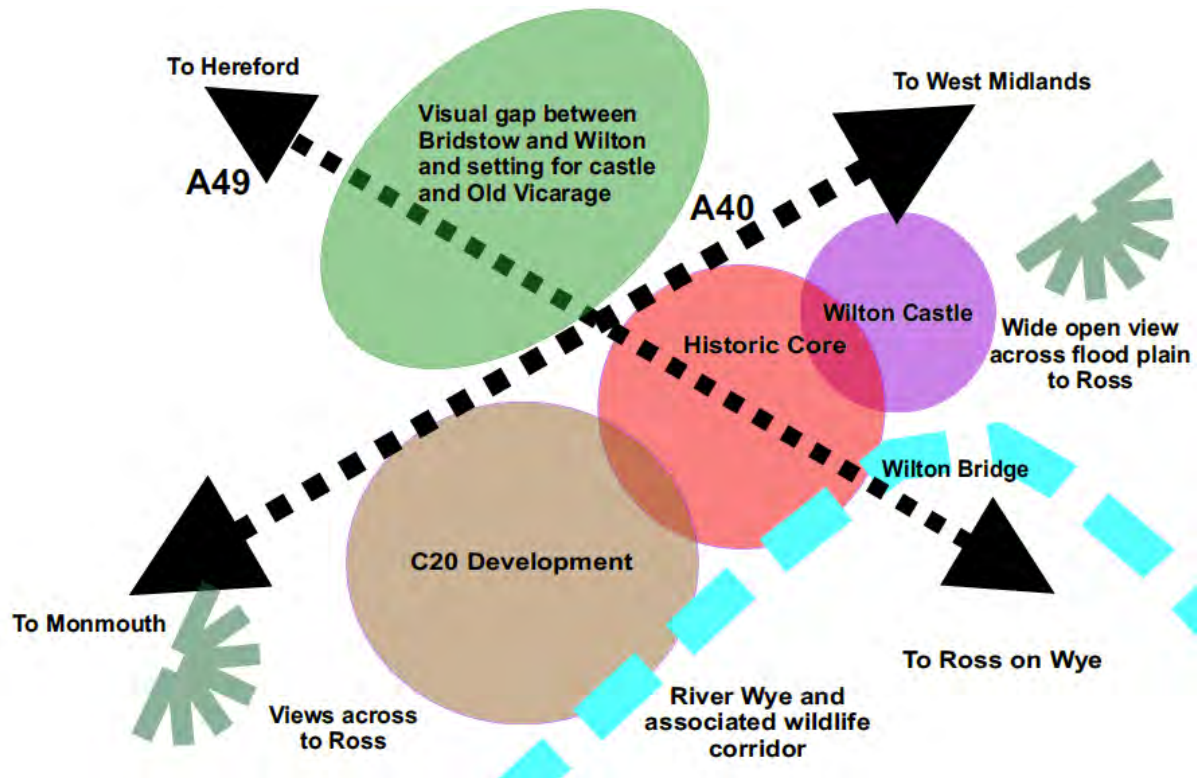 To Hereford
To West Midlands
Visual gap between
Bridstow and Wilton
and setting for castle
and Old Vicarage
A49
A40
Wilton Castle
Historic Core
Wide open view
across flood plain
to Ross
Wilton Bridge
C20 Development
To Monmouth
To Ross on Wye
Views across
to Ross
River Wye and
associated wildlife
corridor